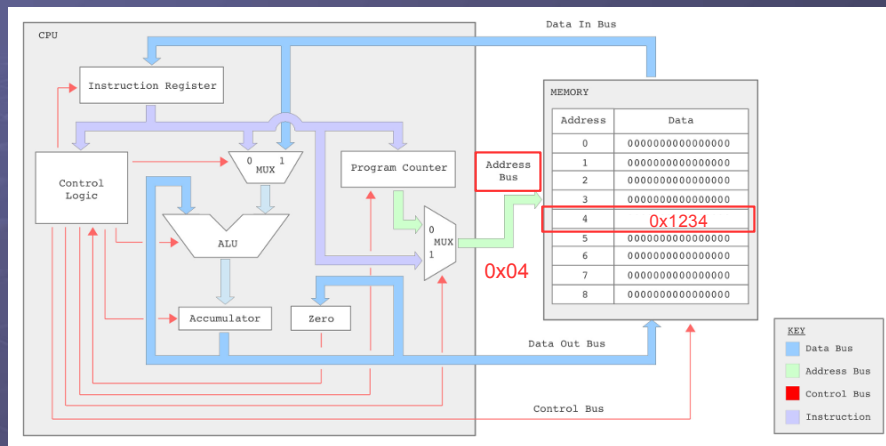 Data In Bus
CPU
Instruction Register
MEMORY
Address Data
0 0000000000000000
1 0000000000000000
2 0000000000000000
3 0000000000000000
4 0x1234
5 0000000000000000
6 0000000000000000
7 0000000000000000
8 0000000000000000
Control
Logic
0 1
MUX
Program Counter
Address
Bus
ALU
0
MUX
1
0x04
Accumulator
Zero
Data Out Bus
Control Bus
KEY
Data Bus
Address Bus
Control Bus
Instruction